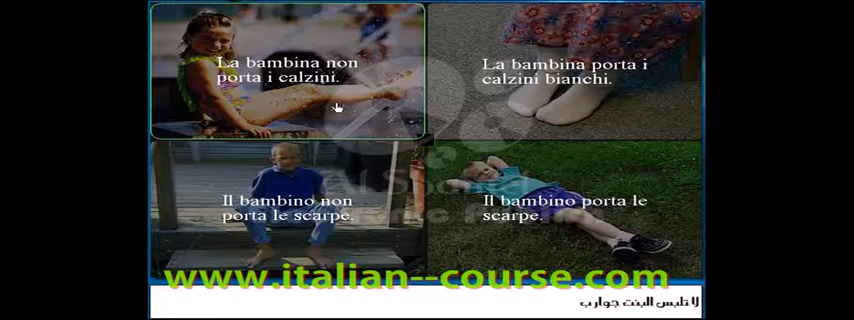 La bambina non
porta i calzini.
La bambina porta i
calzini bianchi.
Il bambino non
porta le scarpe.
Il bambino porta le
scarpe.
www.italian--course.com
لا تلبس البنت جوارب